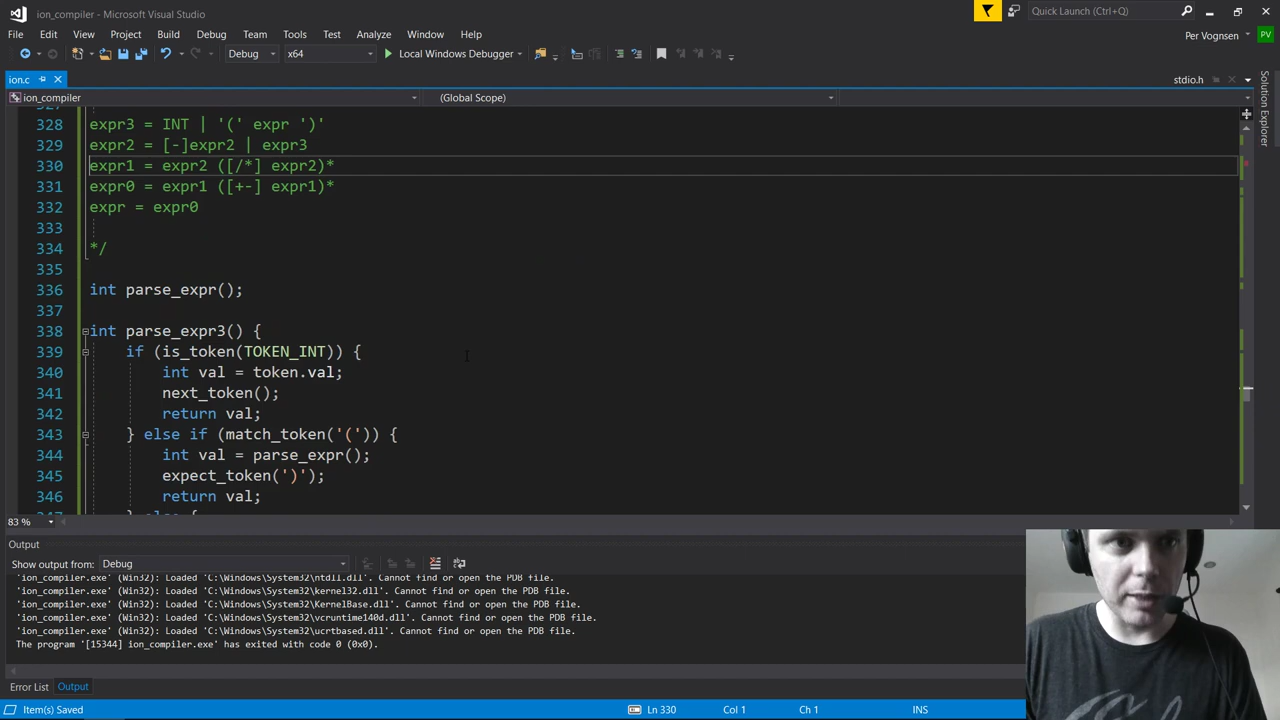 ion_compiler - Microsoft Visual Studio
Quick Launch (Ctrl+Q)
File Edit View Project Build Debug Team Tools Test Analyze Window Help
Per Vognsen PV
Debug x64 Local Windows Debugger
ion.c stdio.h
ion_compiler (Global Scope)
Solution Explorer
327
328 expr3 = INT | '(' expr ')'
329 expr2 = [-]expr2 | expr3
330 expr1 = expr2 ([/*] expr2)*
331 expr0 = expr1 ([+-] expr1)*
332 expr = expr0
333
334 */
335
336 int parse_expr();
337
338 int parse_expr3() {
339 if (is_token(TOKEN_INT)) {
340 int val = token.val;
341 next_token();
342 return val;
343 } else if (match_token('(')) {
344 int val = parse_expr();
345 expect_token(')');
346 return val;
} else {
83 %
Output
Show output from: Debug
'ion_compiler.exe' (Win32): Loaded 'C:\Windows\System32\ntdll.dll'. Cannot find or open the PDB file.
'ion_compiler.exe' (Win32): Loaded 'C:\Windows\System32\kernel32.dll'. Cannot find or open the PDB file.
'ion_compiler.exe' (Win32): Loaded 'C:\Windows\System32\KernelBase.dll'. Cannot find or open the PDB file.
'ion_compiler.exe' (Win32): Loaded 'C:\Windows\System32\vcruntime140d.dll'. Cannot find or open the PDB file.
'ion_compiler.exe' (Win32): Loaded 'C:\Windows\System32\ucrtbased.dll'. Cannot find or open the PDB file.
The program '[15344] ion_compiler.exe' has exited with code 0 (0x0).
Error List Output
Item(s) Saved Ln 330 Col 1 Ch 1 INS